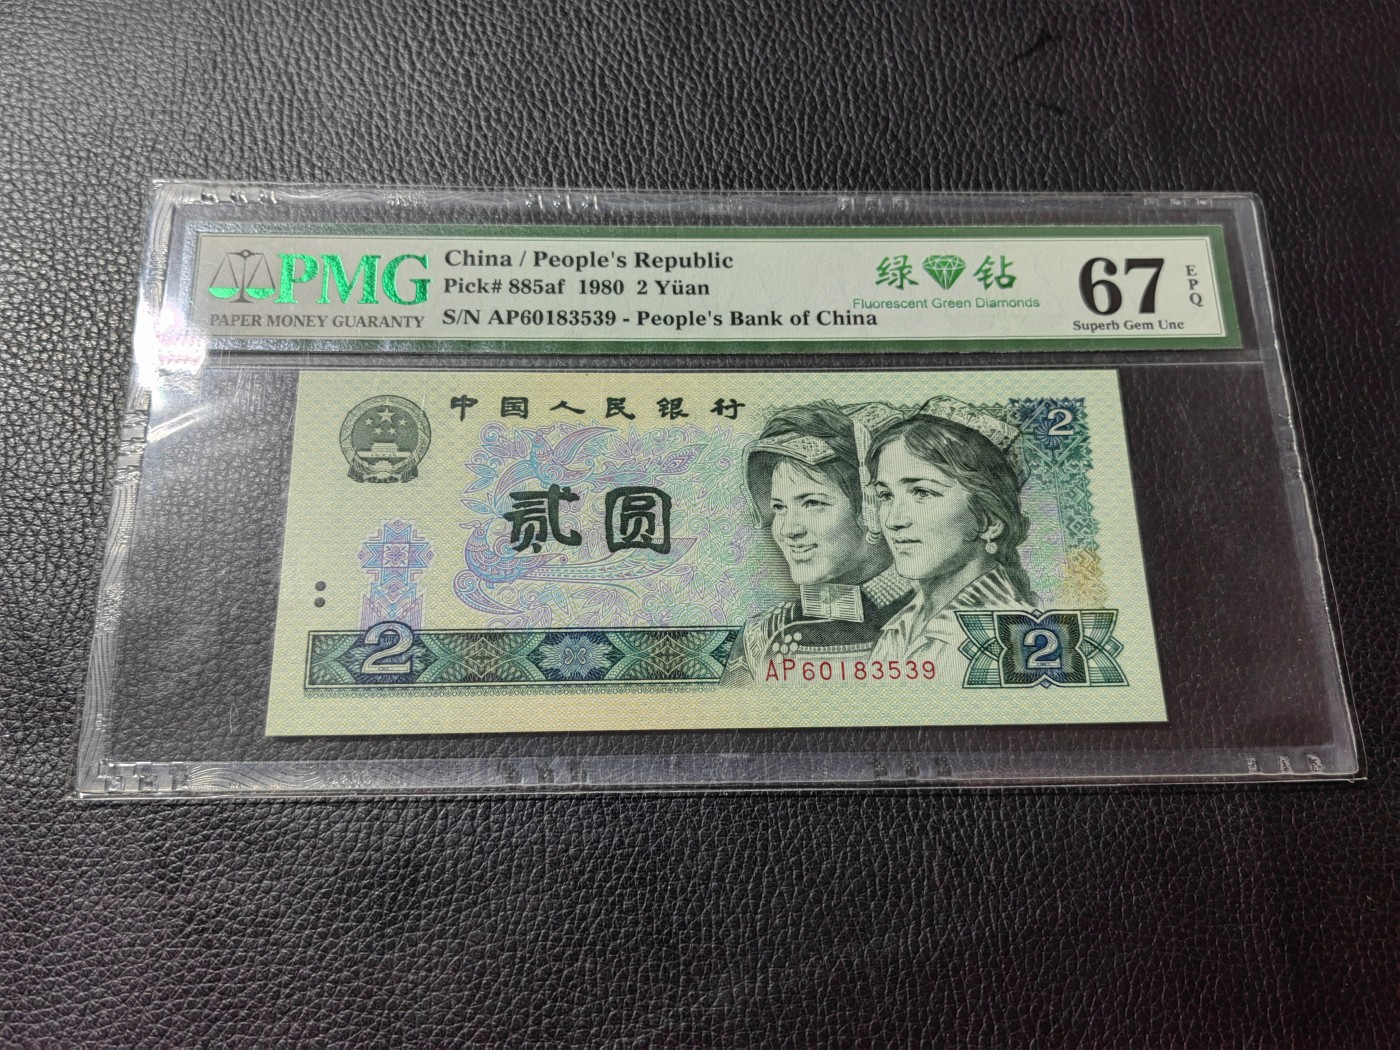 PMG
PAPER MONEY GUARANTY
China / People's Republic
Pick# 885af 1980 2 Yüan
S/N AP60183539 - People's Bank of China
绿钻
Fluorescent Green Diamonds
67
EPQ
Superb Gem Unc
中国人民银行
2
贰圆
2
2
AP60183539